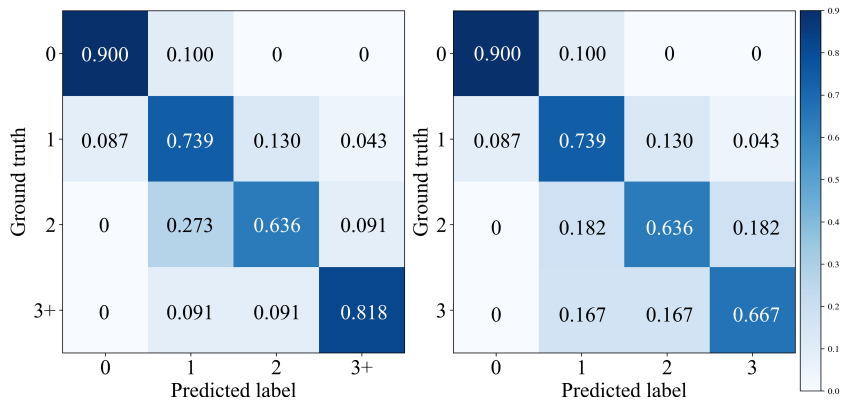 0 0.900 0.100 0 0
1 0.087 0.739 0.130 0.043
2 0 0.273 0.636 0.091
3+ 0 0.091 0.091 0.818
0 1 2 3+
Predicted label
Ground truth
0 0.900 0.100 0 0
1 0.087 0.739 0.130 0.043
2 0 0.182 0.636 0.182
3 0 0.167 0.167 0.667
0 1 2 3
Predicted label
Ground truth
0.9
0.8
0.7
0.6
0.5
0.4
0.3
0.2
0.1
0.0